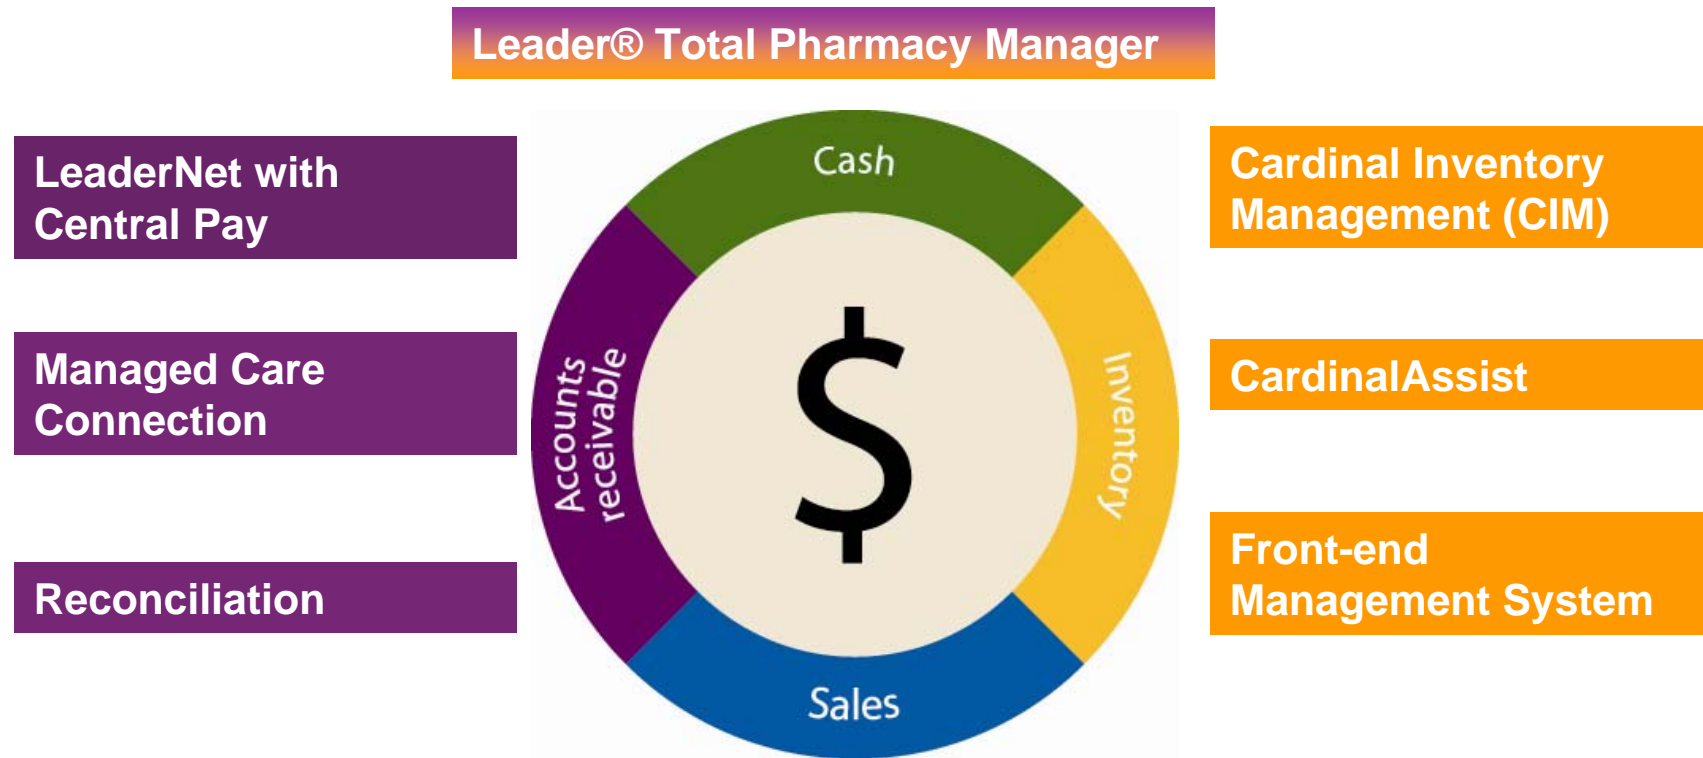 Leader® Total Pharmacy Manager
LeaderNet with
Central Pay
Managed Care
Connection
Reconciliation
Cash
Accounts
receivable
$
Inventory
Sales
Cardinal Inventory
Management (CIM)
CardinalAssist
Front-end
Management System